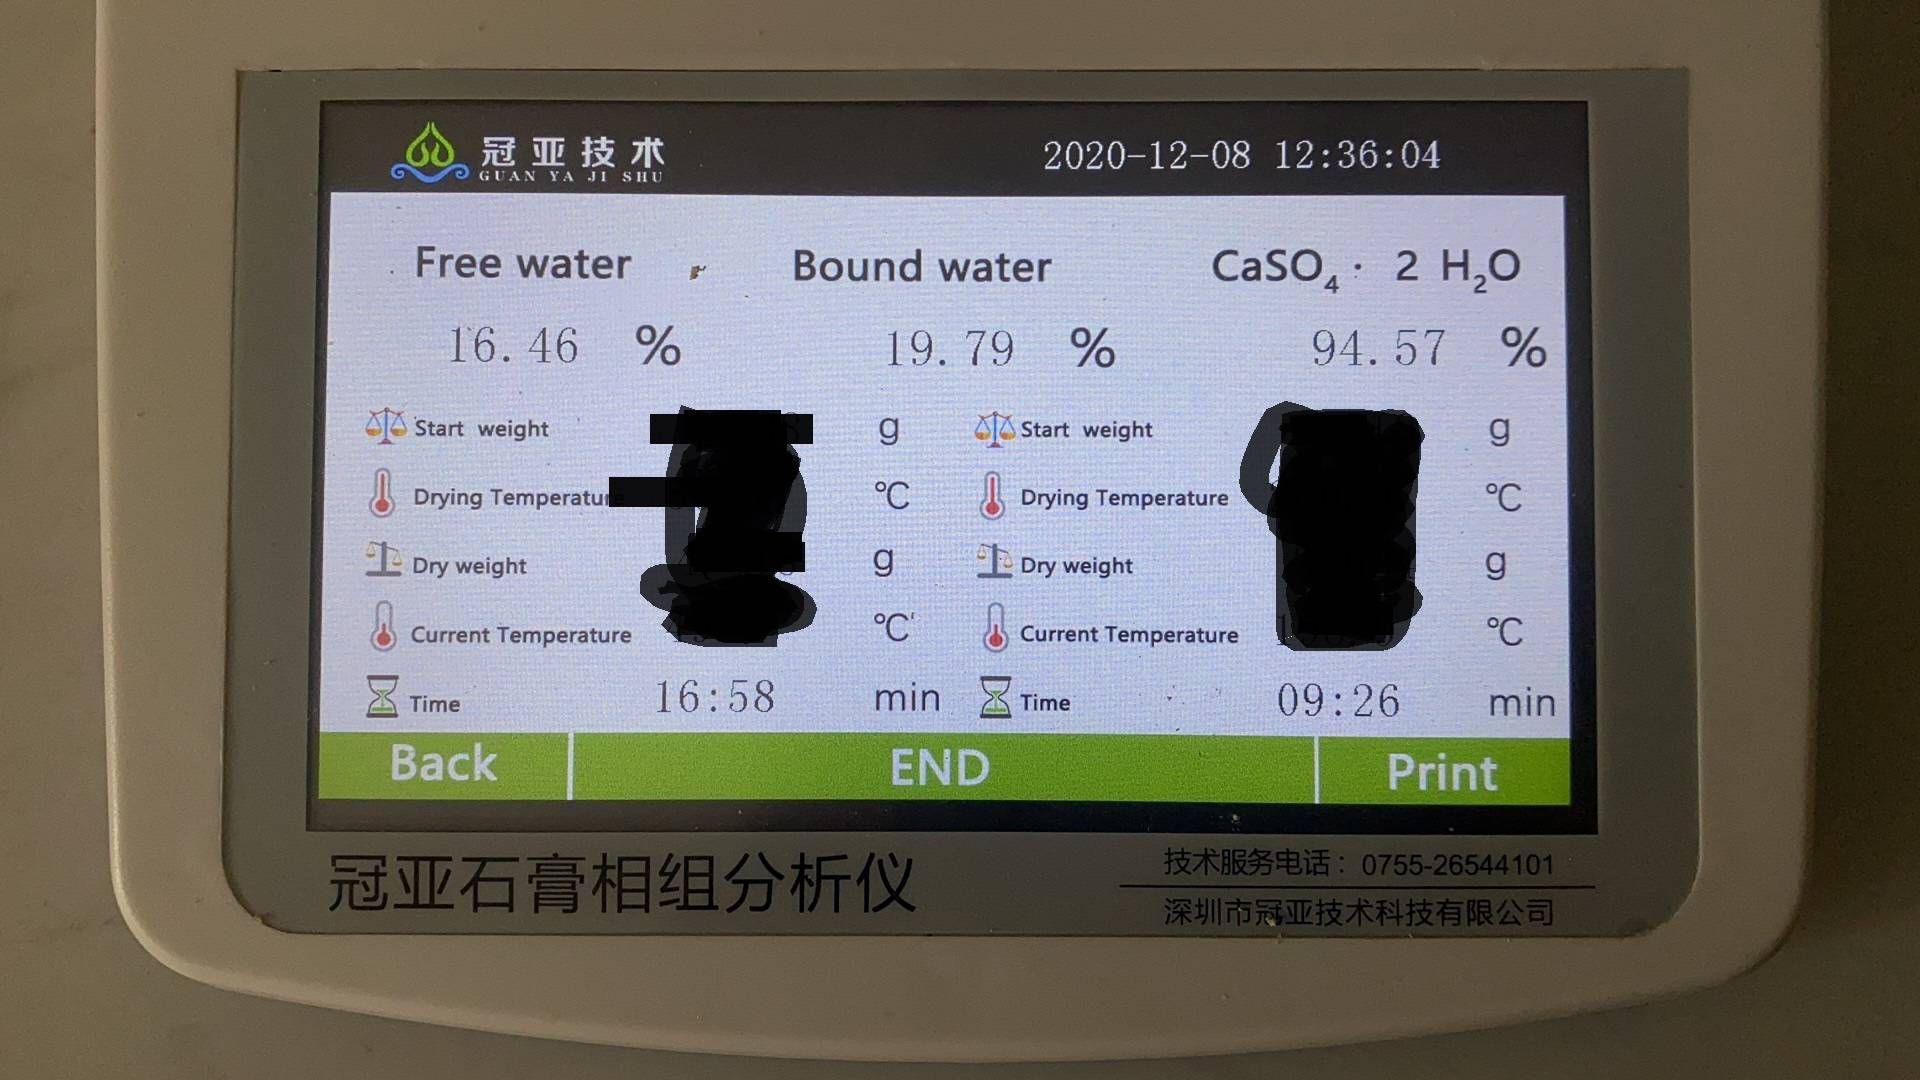 冠亚技术 2020-12-08 12:36:04
GUAN YA JI SHU
Free water Bound water CaSO₄· 2 H₂O
16.46 % 19.79 % 94.57 %
Start weight g Start weight g
Drying Temperatur ℃ Drying Temperature ℃
Dry weight g Dry weight g
Current Temperature ℃ Current Temperature ℃
Time 16:58 min Time 09:26 min
Back END Print
冠亚石膏相组分析仪
技术服务电话：0755-26544101
深圳市冠亚技术科技有限公司